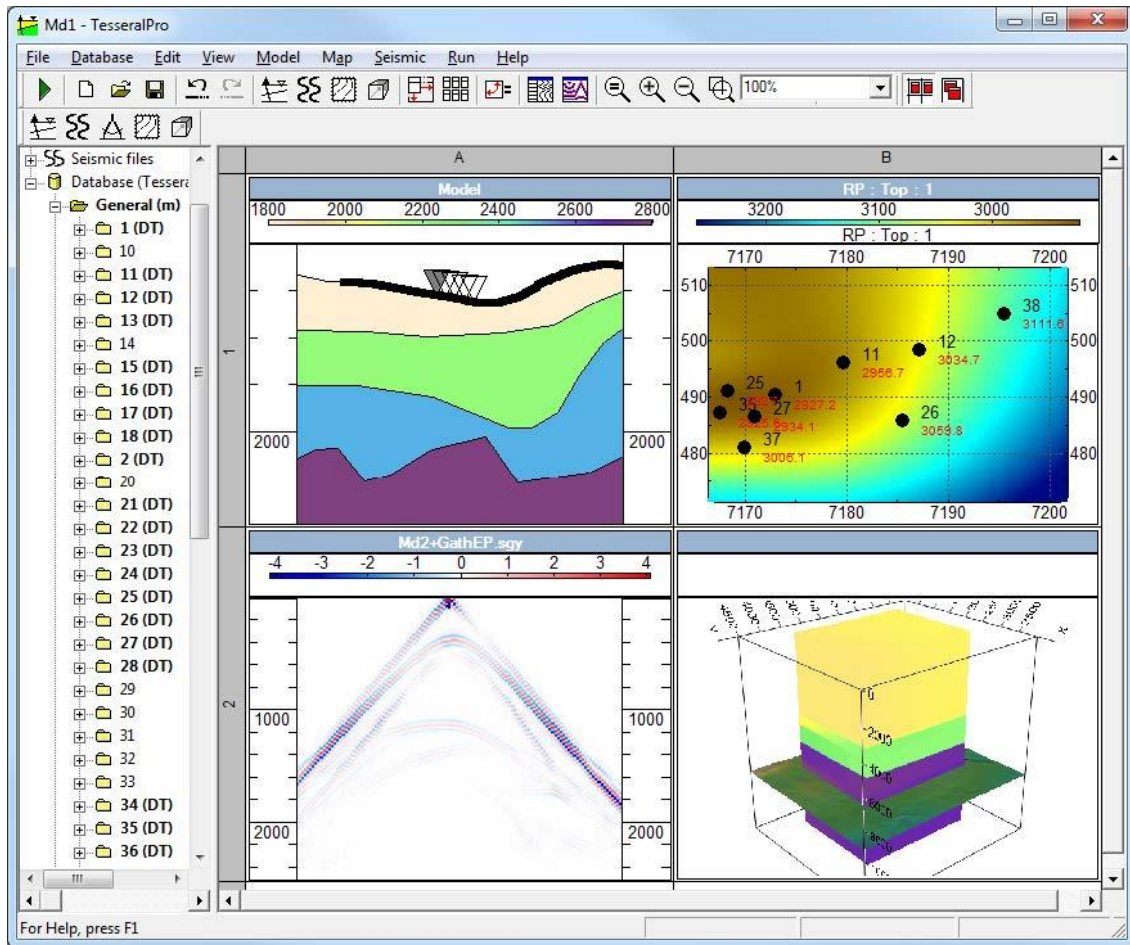 Md1 - TesseralPro
File Database Edit View Model Map Seismic Run Help
100%
Seismic files
Database (Tessera
General (m)
1 (DT)
10
11 (DT)
12 (DT)
13 (DT)
14
15 (DT)
16 (DT)
17 (DT)
18 (DT)
2 (DT)
20
21 (DT)
22 (DT)
23 (DT)
24 (DT)
25 (DT)
26 (DT)
27 (DT)
28 (DT)
29
30
31
32
33
34 (DT)
35 (DT)
36 (DT)
A B
1
Model
1800 2000 2200 2400 2600 2800
2000 2000
RP : Top : 1
3200 3100 3000
RP : Top : 1
7170 7180 7190 7200
510 510
38
3111.6
500 500
12
3034.7
11
2956.7
490 490
25 1
2927.2
35 27
2934.1
26
3059.8
480 480
37
3006.1
7170 7180 7190 7200
2
Md2+GathEP.sgy
-4 -3 -2 -1 0 1 2 3 4
1000 1000
2000 2000
Y X
0
For Help, press F1